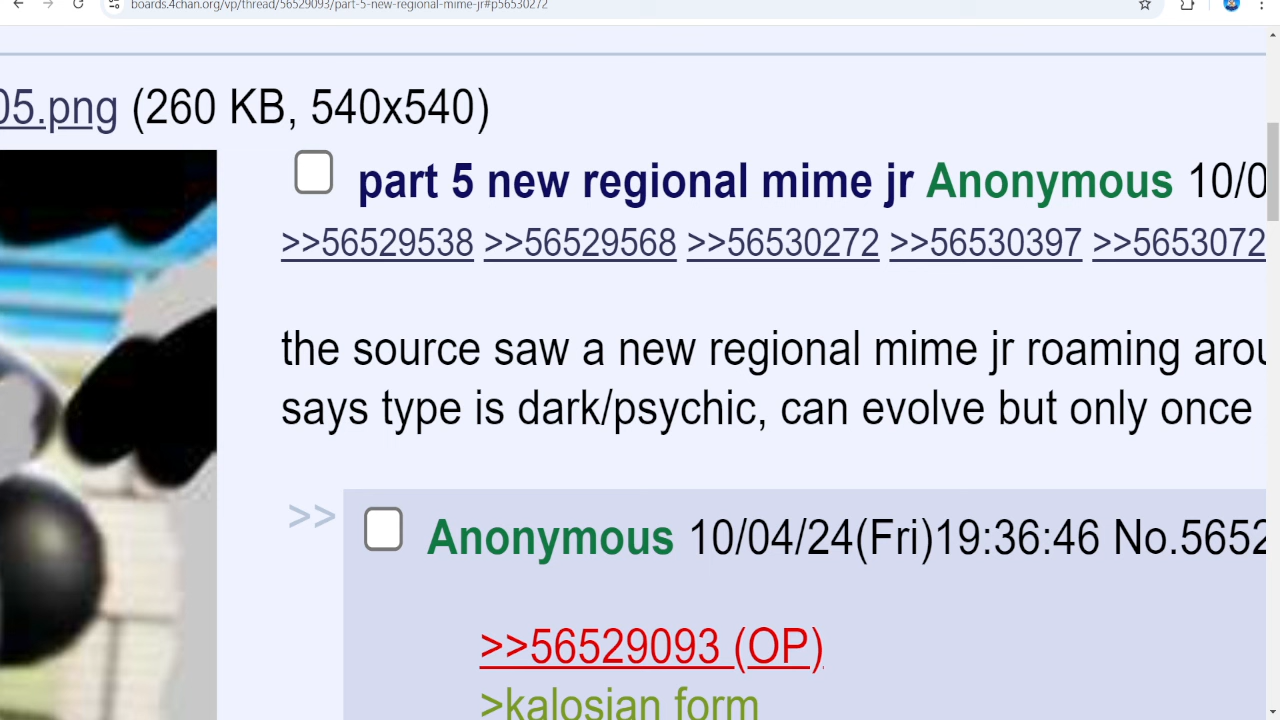 boards.4chan.org/vp/thread/56529093/part-5-new-regional-mime-jr#p56530272
05.png (260 KB, 540x540)
part 5 new regional mime jr Anonymous 10/0
>>56529538 >>56529568 >>56530272 >>56530397 >>5653072
the source saw a new regional mime jr roaming arou
says type is dark/psychic, can evolve but only once
>> Anonymous 10/04/24(Fri)19:36:46 No.5652
>>56529093 (OP)
>kalosian form